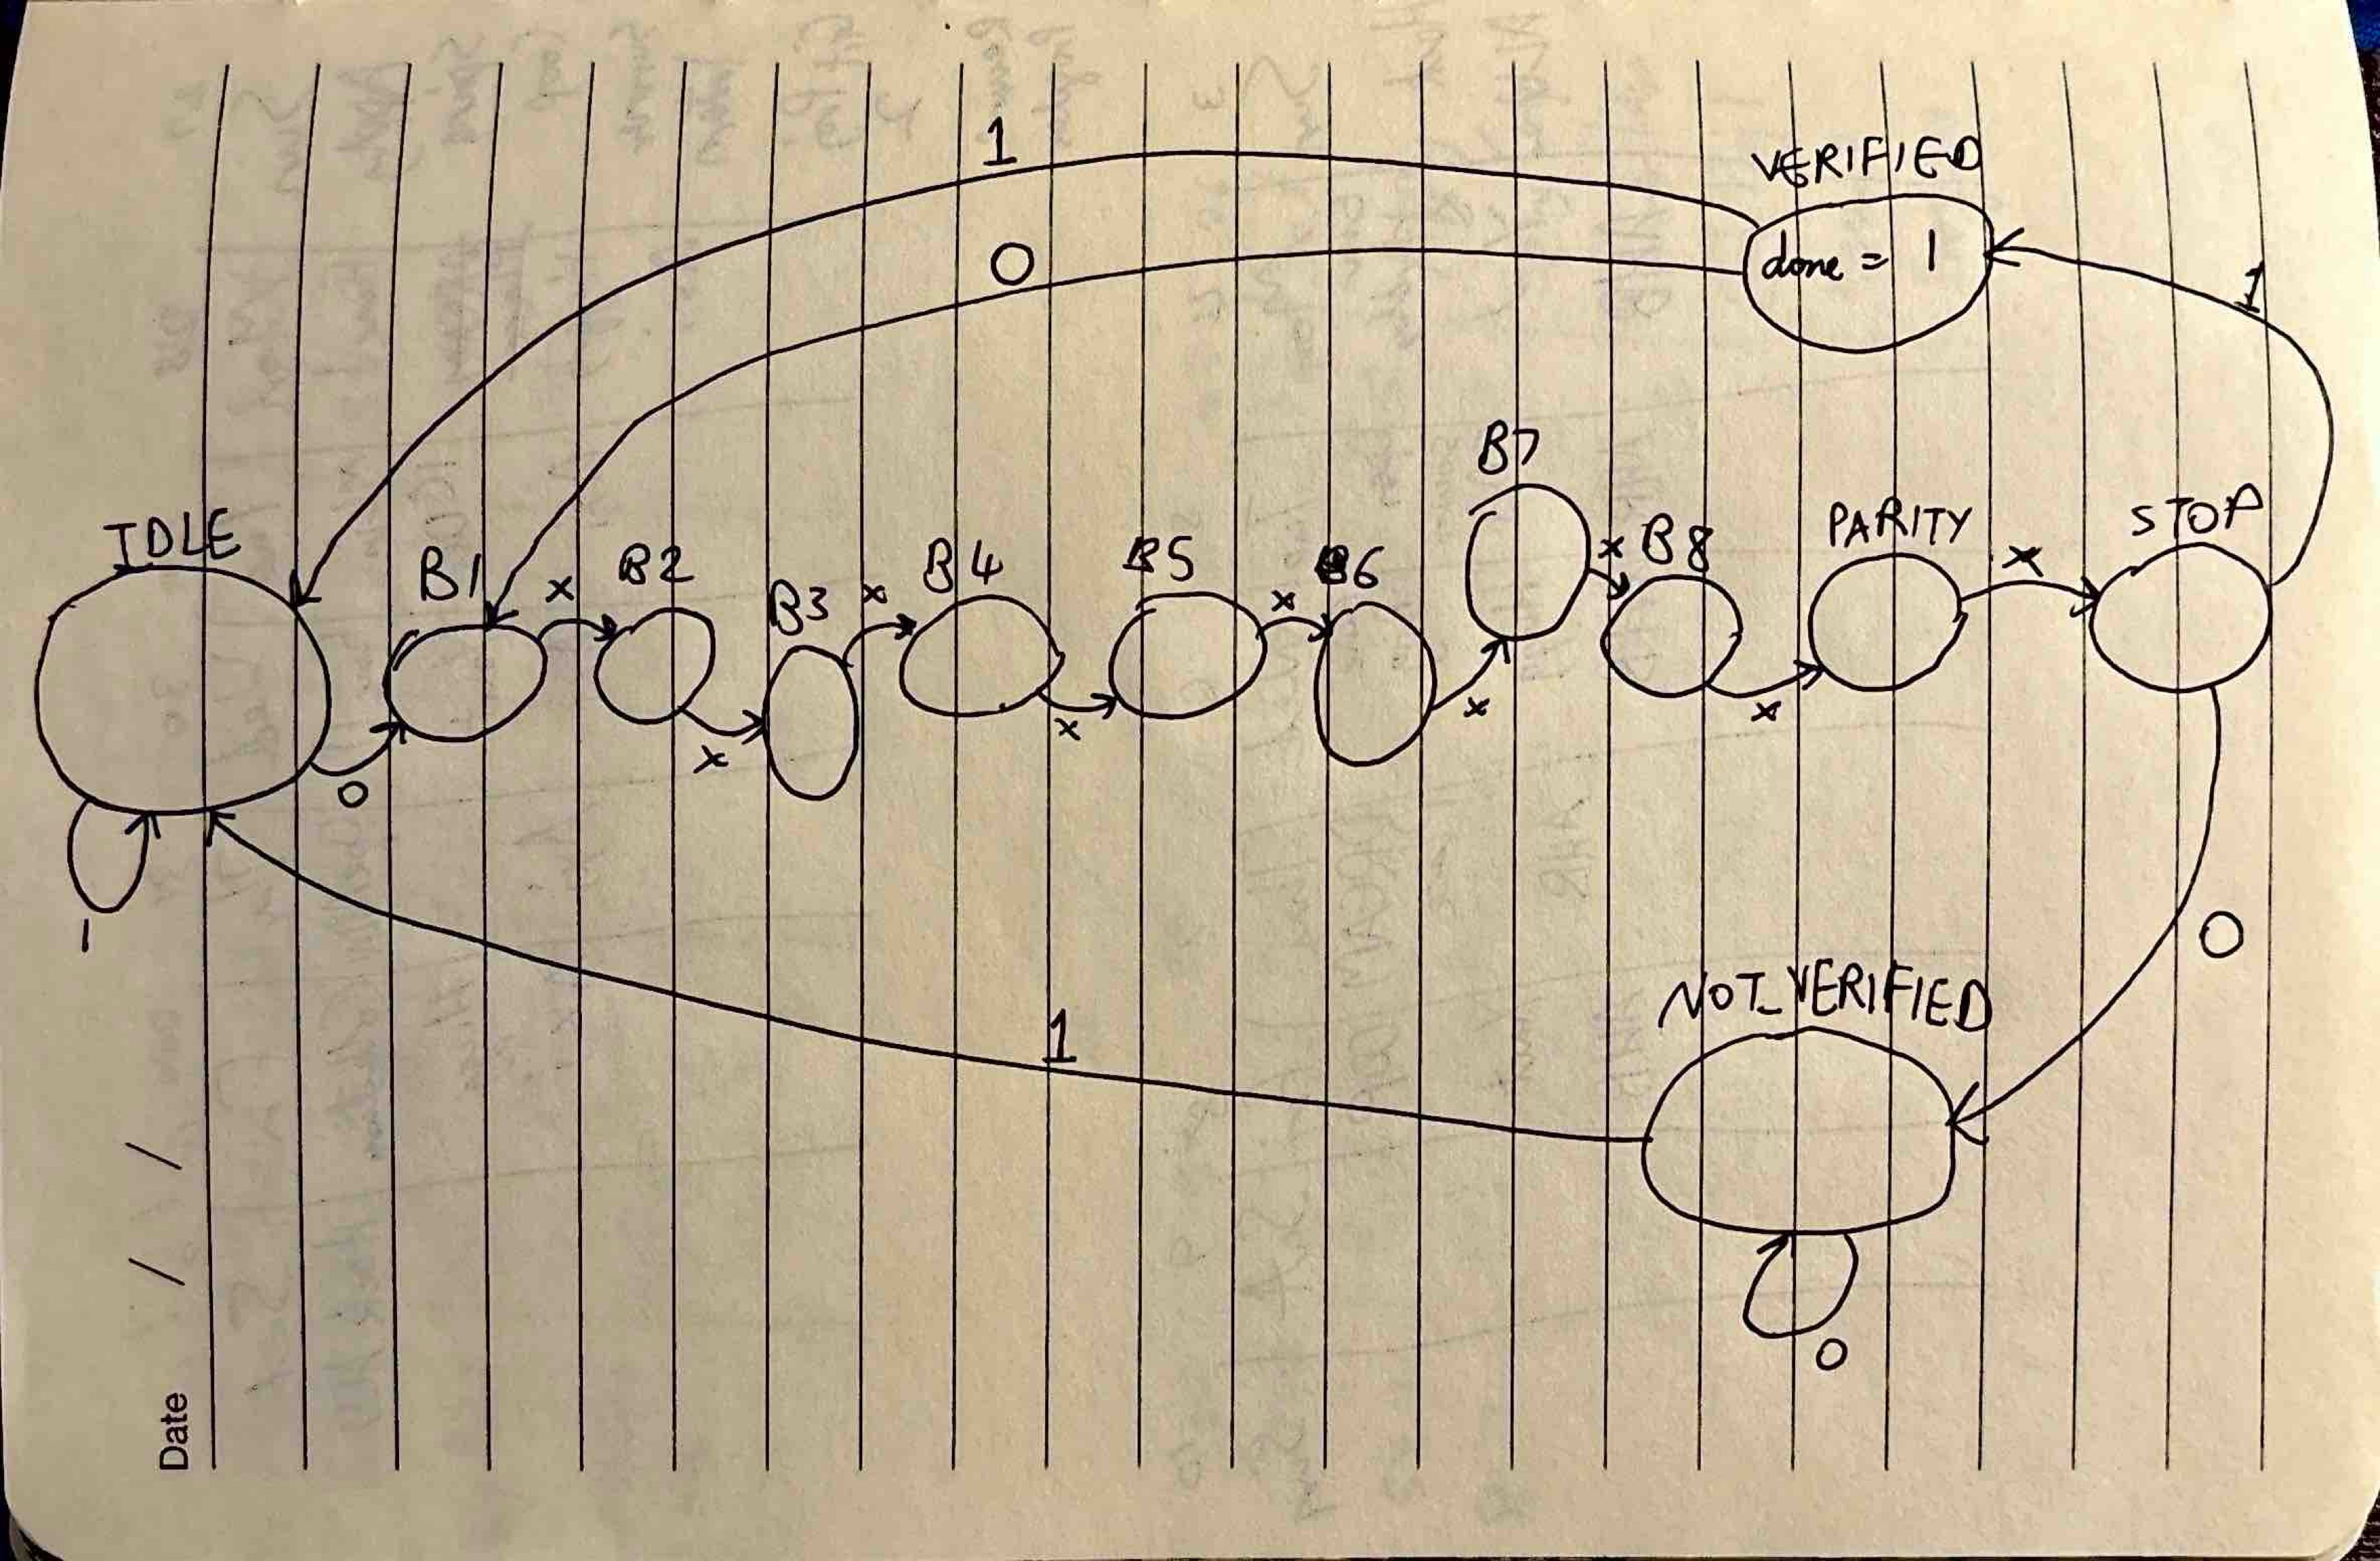 1
VERIFIED
0
done = 1
1
B7
IDLE
B1
x
B2
B3
x
B4
B5
x
B6
x
B8
PARITY
x
STOP
0
x
x
x
x
1
0
NOT_VERIFIED
1
0
Date / /